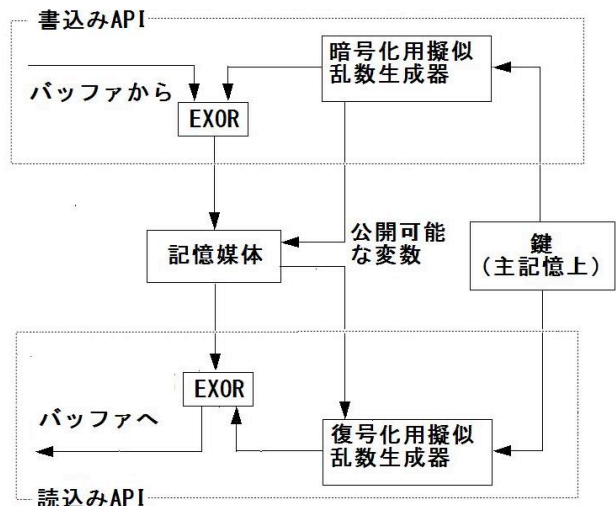 書込みAPI
暗号化用擬似
乱数生成器
バッファから
EXOR
公開可能
な変数
記憶媒体
鍵
(主記憶上)
EXOR
バッファへ
復号化用擬似
乱数生成器
読込みAPI